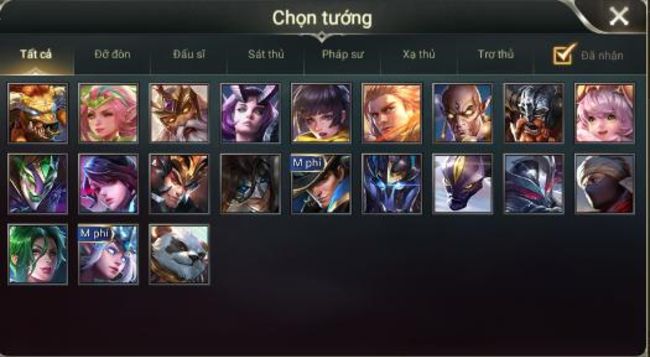 Chọn tướng
Tất cả Đỡ đòn Đấu sĩ Sát thủ Pháp sư Xạ thủ Trợ thủ Đã nhận
M phí
M phí